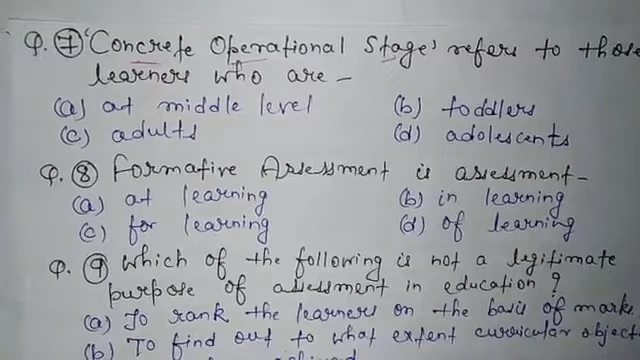 Q. 7 'Concrete Operational Stage' refers to those
learners who are -
(a) at middle level (b) toddlers
(c) adults (d) adolescents
Q. 8 Formative Assessment is assessment -
(a) at learning (b) in learning
(c) for learning (d) of learning
Q. 9 which of the following is not a legitimate
purpose of assessment in education ?
(a) To rank the learners on the basis of marks
(b) To find out to what extent curricular object